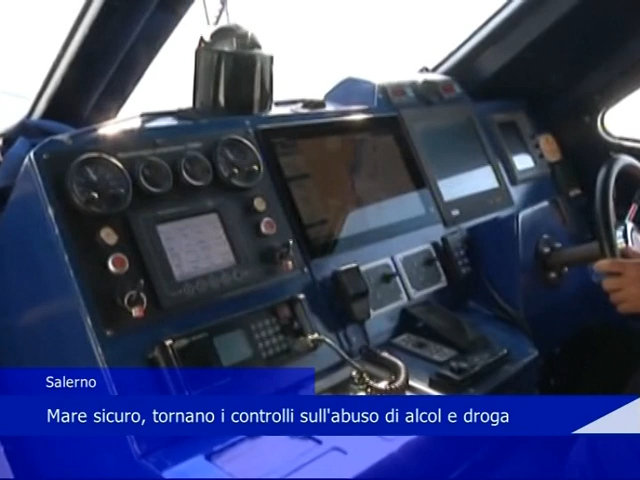 Salerno
Mare sicuro, tornano i controlli sull'abuso di alcol e droga